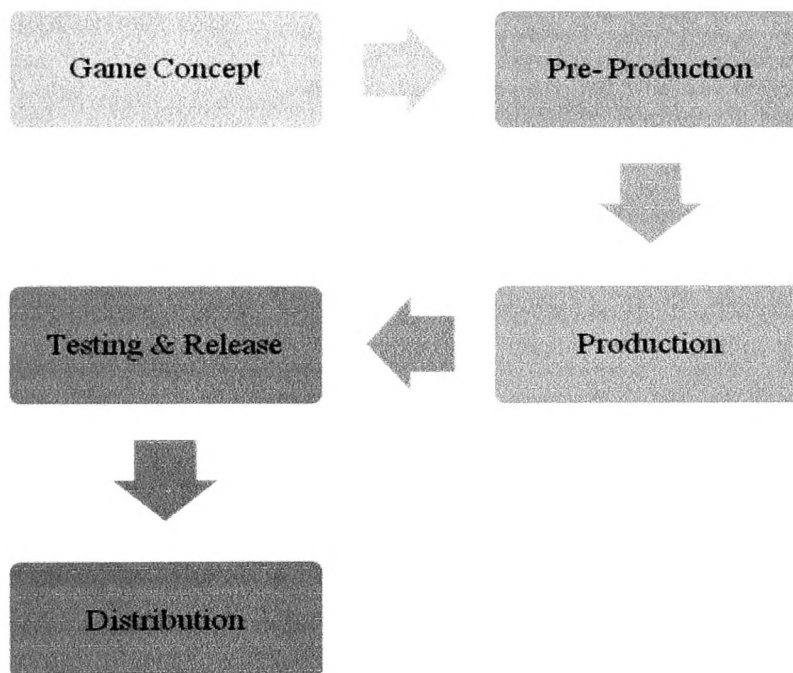 Game Concept
Pre- Production
Production
Testing & Release
Distribution